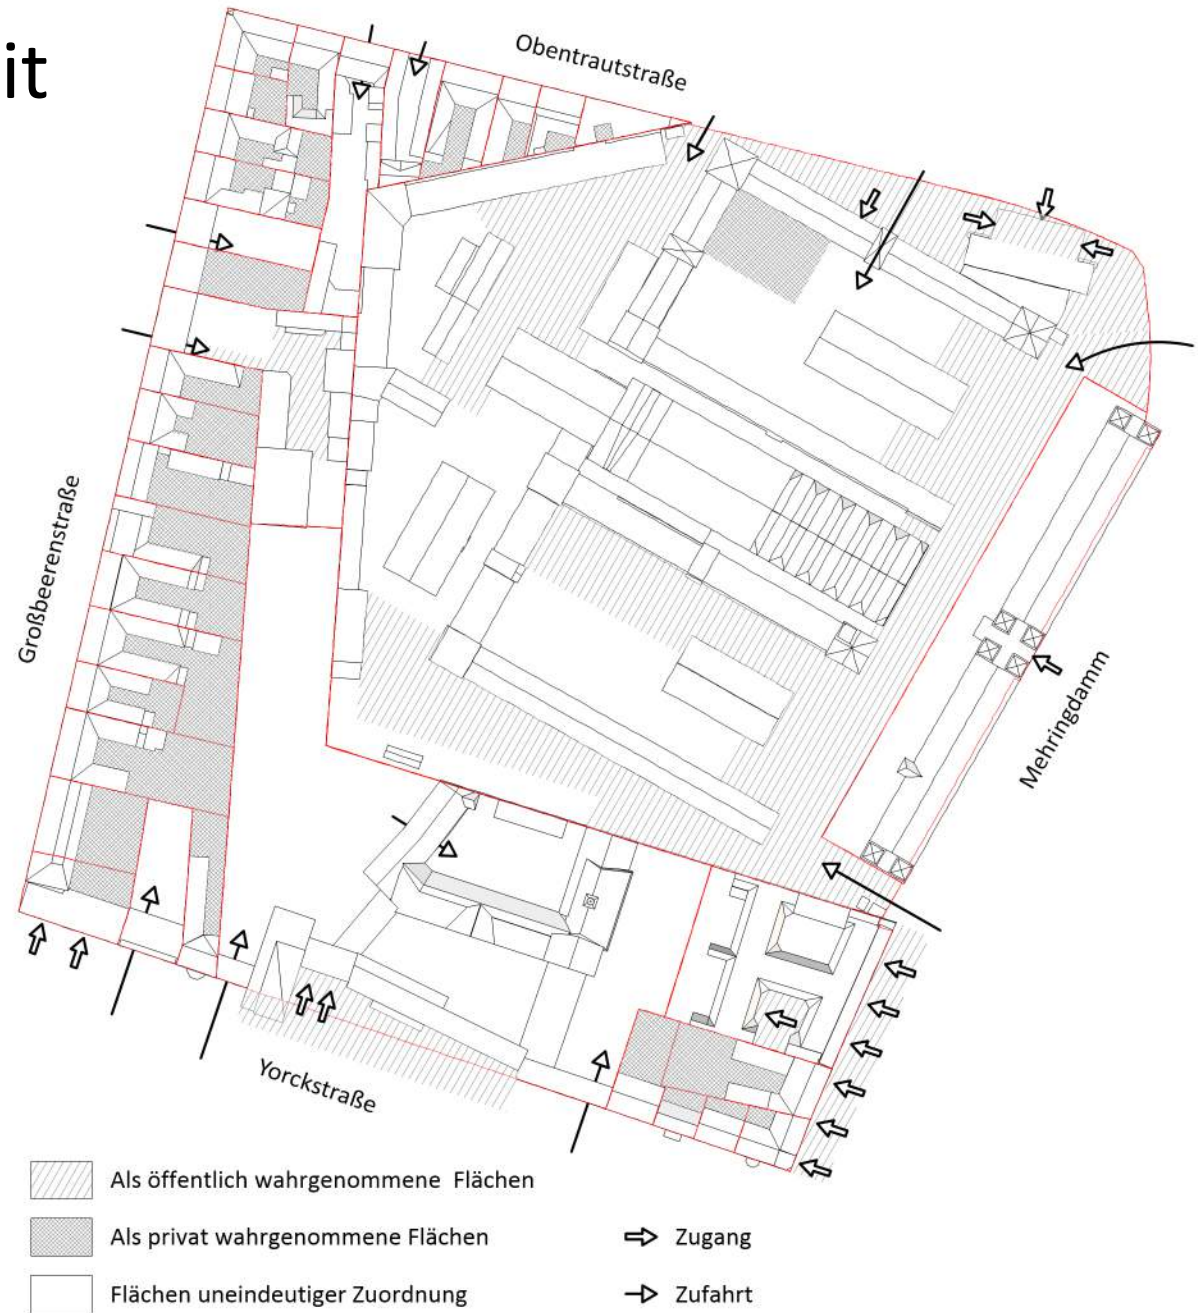 it
Obentrautstraße
Großbeerenstraße
Mehringdamm
Yorckstraße
Als öffentlich wahrgenommene Flächen
Als privat wahrgenommene Flächen
Zugang
Flächen uneindeutiger Zuordnung
Zufahrt